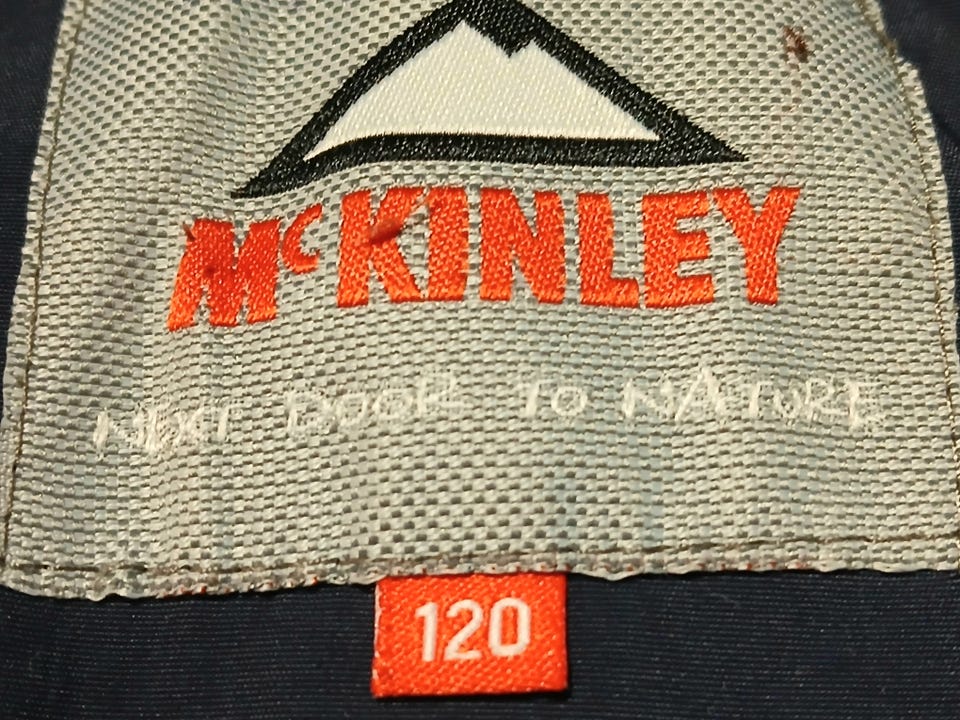 McKINLEY
NEXT DOOR TO NATURE
120